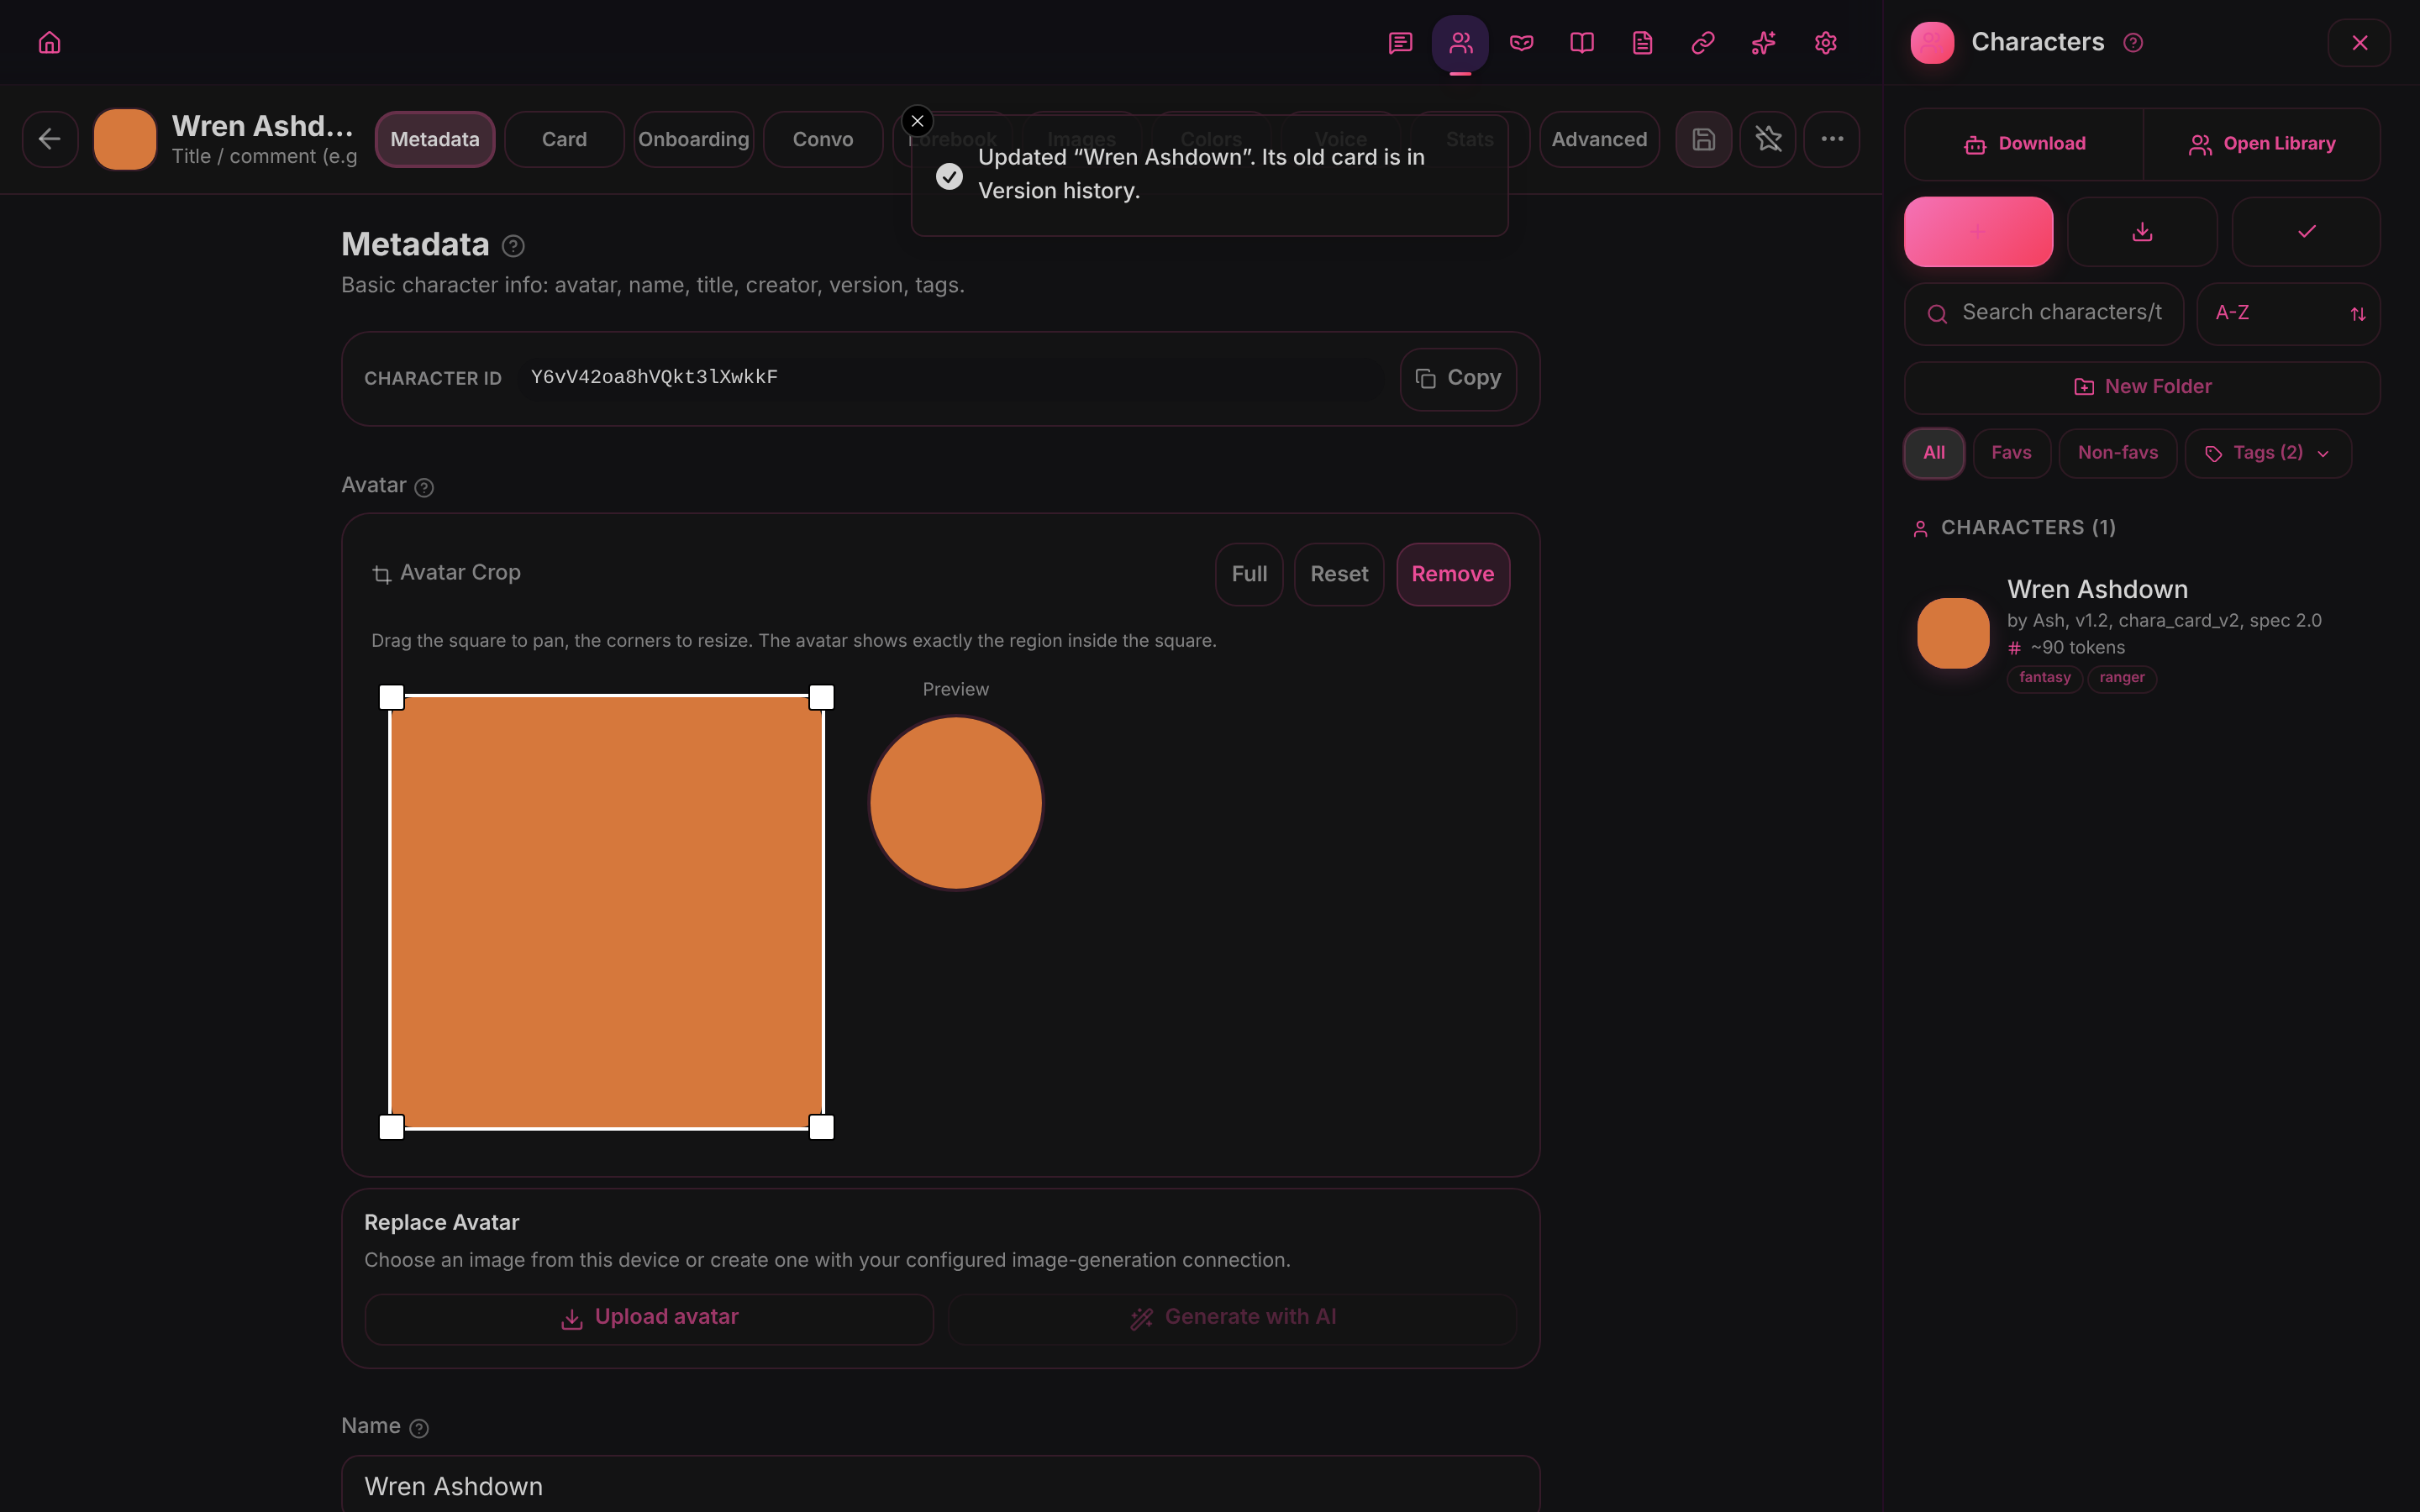 Wren Ashd...
Title / comment (e.g
Metadata
Card
Onboarding
Convo
Lorebook
Images
Colors
Voice
Stats
Advanced
Updated “Wren Ashdown”. Its old card is in
Version history.
Metadata
Basic character info: avatar, name, title, creator, version, tags.
CHARACTER ID
Y6vV42oa8hVQkt3lXwkkF
Copy
Avatar
Avatar Crop
Full
Reset
Remove
Drag the square to pan, the corners to resize. The avatar shows exactly the region inside the square.
Preview
Replace Avatar
Choose an image from this device or create one with your configured image-generation connection.
Upload avatar
Generate with AI
Name
Wren Ashdown
Characters
Download
Open Library
Search characters/t
A-Z
New Folder
All
Favs
Non-favs
Tags (2)
CHARACTERS (1)
Wren Ashdown
by Ash, v1.2, chara_card_v2, spec 2.0
# ~90 tokens
fantasy
ranger